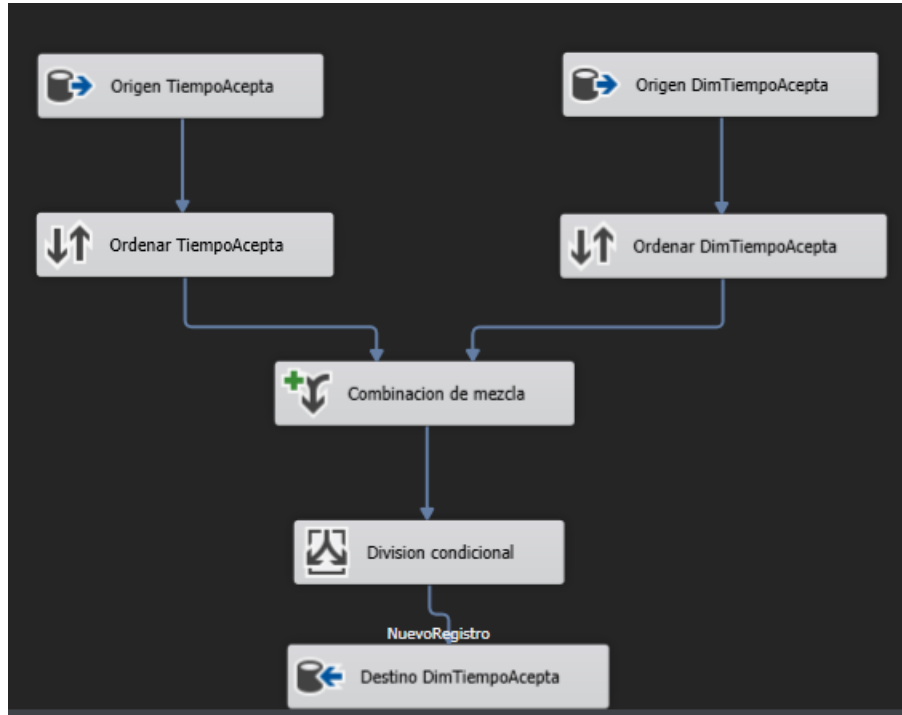 Origen TiempoAcepta
Origen DimTiempoAcepta
Ordenar TiempoAcepta
Ordenar DimTiempoAcepta
Combinacion de mezcla
Division condicional
NuevoRegistro
Destino DimTiempoAcepta